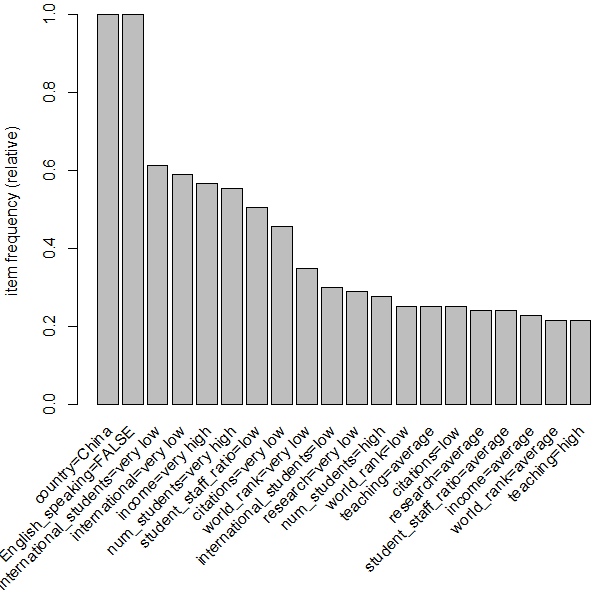 item frequency (relative)
1.0
0.8
0.6
0.4
0.2
0.0
country=China
English_speaking=FALSE
international_students=very low
international=very low
income=very high
num_students=very high
student_staff_ratio=low
citations=very low
world_rank=very low
international_students=low
research=very low
num_students=high
world_rank=low
teaching=average
citations=low
research=average
student_staff_ratio=average
income=average
world_rank=average
teaching=high